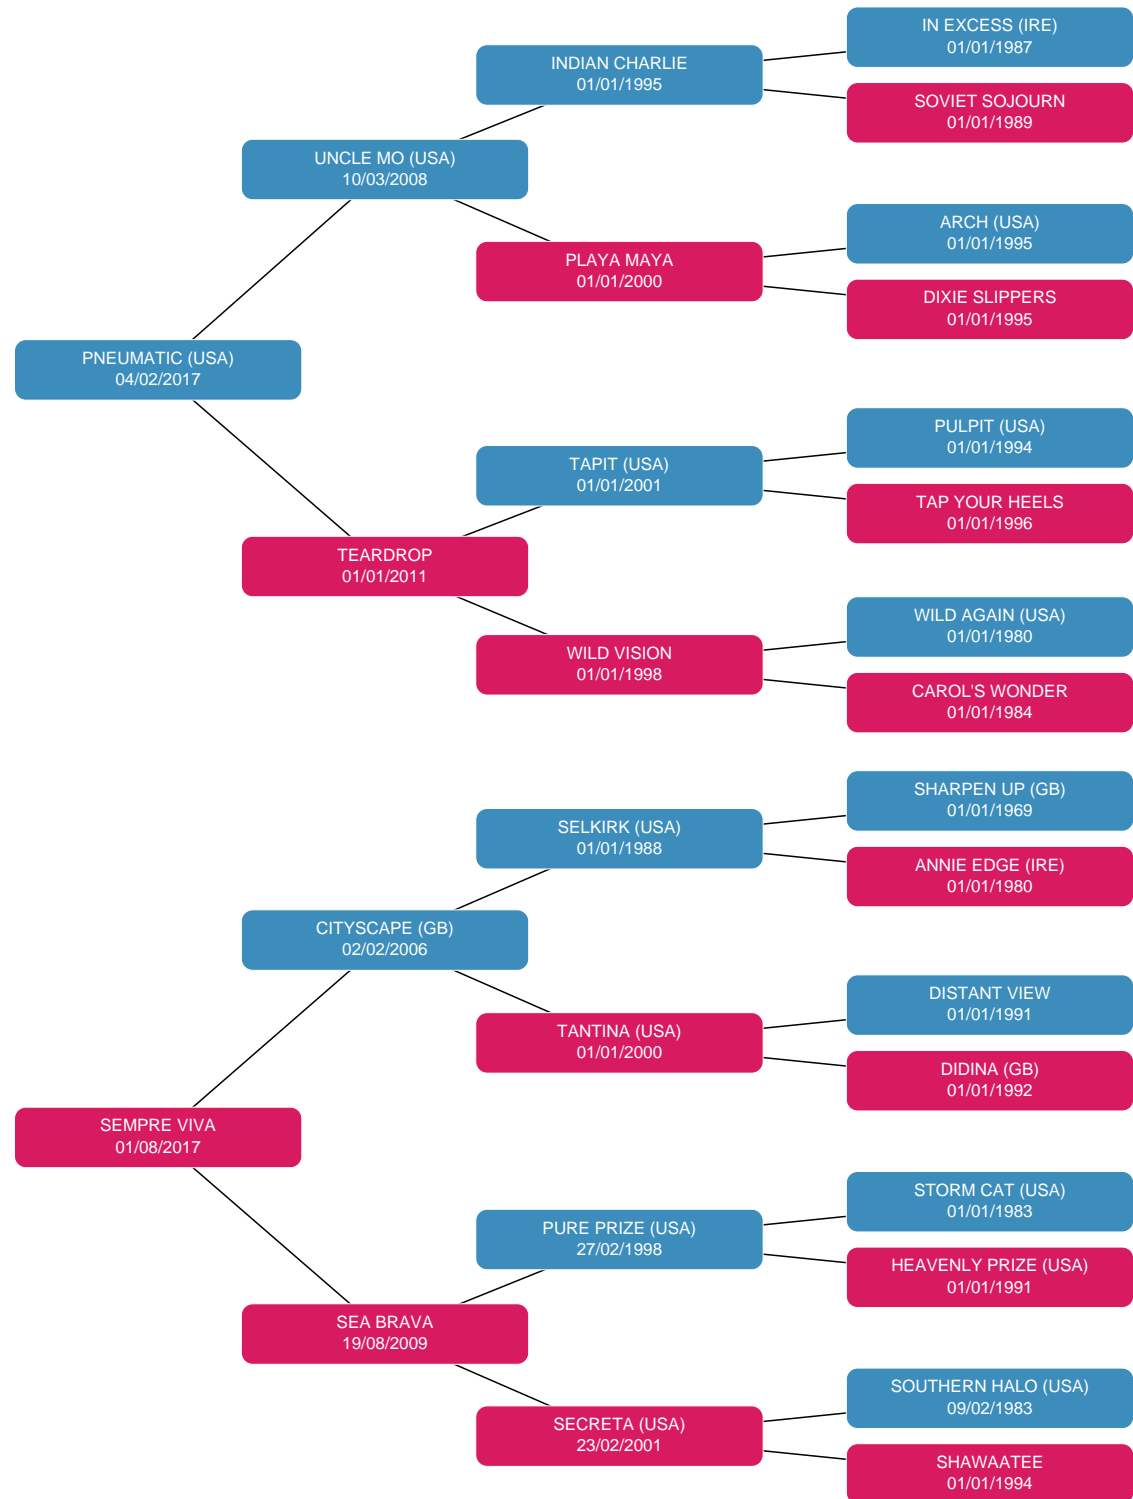 IN EXCESS (IRE)
01/01/1987
INDIAN CHARLIE
01/01/1995
SOVIET SOJOURN
01/01/1989
UNCLE MO (USA)
10/03/2008
ARCH (USA)
01/01/1995
PLAYA MAYA
01/01/2000
DIXIE SLIPPERS
01/01/1995
PNEUMATIC (USA)
04/02/2017
PULPIT (USA)
01/01/1994
TAPIT (USA)
01/01/2001
TAP YOUR HEELS
01/01/1996
TEARDROP
01/01/2011
WILD AGAIN (USA)
01/01/1980
WILD VISION
01/01/1998
CAROL'S WONDER
01/01/1984
SHARPEN UP (GB)
01/01/1969
SELKIRK (USA)
01/01/1988
ANNIE EDGE (IRE)
01/01/1980
CITYSCAPE (GB)
02/02/2006
DISTANT VIEW
01/01/1991
TANTINA (USA)
01/01/2000
DIDINA (GB)
01/01/1992
SEMPRE VIVA
01/08/2017
STORM CAT (USA)
01/01/1983
PURE PRIZE (USA)
27/02/1998
HEAVENLY PRIZE (USA)
01/01/1991
SEA BRAVA
19/08/2009
SOUTHERN HALO (USA)
09/02/1983
SECRETA (USA)
23/02/2001
SHAWAATEE
01/01/1994